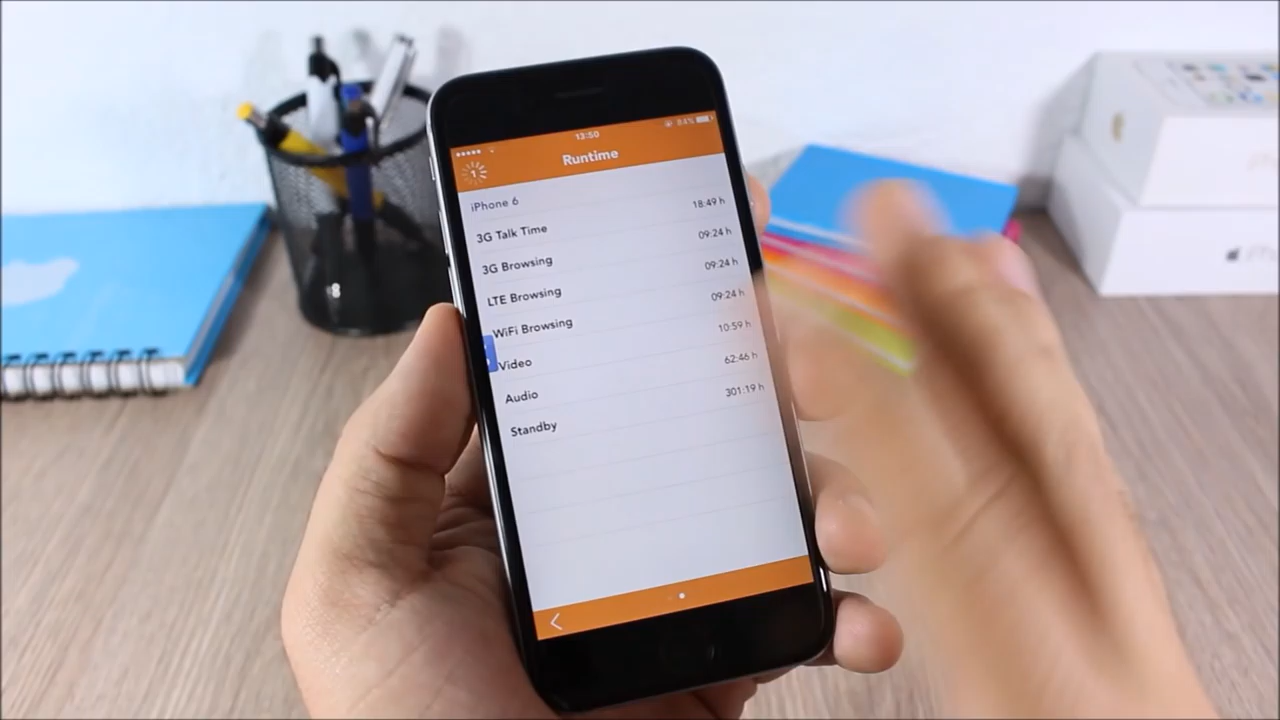 13:50 84%
1 Runtime
iPhone 6
3G Talk Time 18:49 h
3G Browsing 09:24 h
LTE Browsing 09:24 h
WiFi Browsing 09:24 h
Video 10:59 h
Audio 62:46 h
Standby 301:19 h